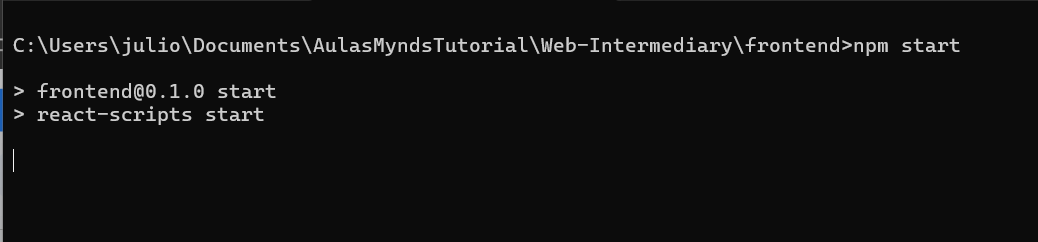 C:\Users\julio\Documents\AulasMyndsTutorial\Web-Intermediary\frontend>npm start
> frontend@0.1.0 start
> react-scripts start